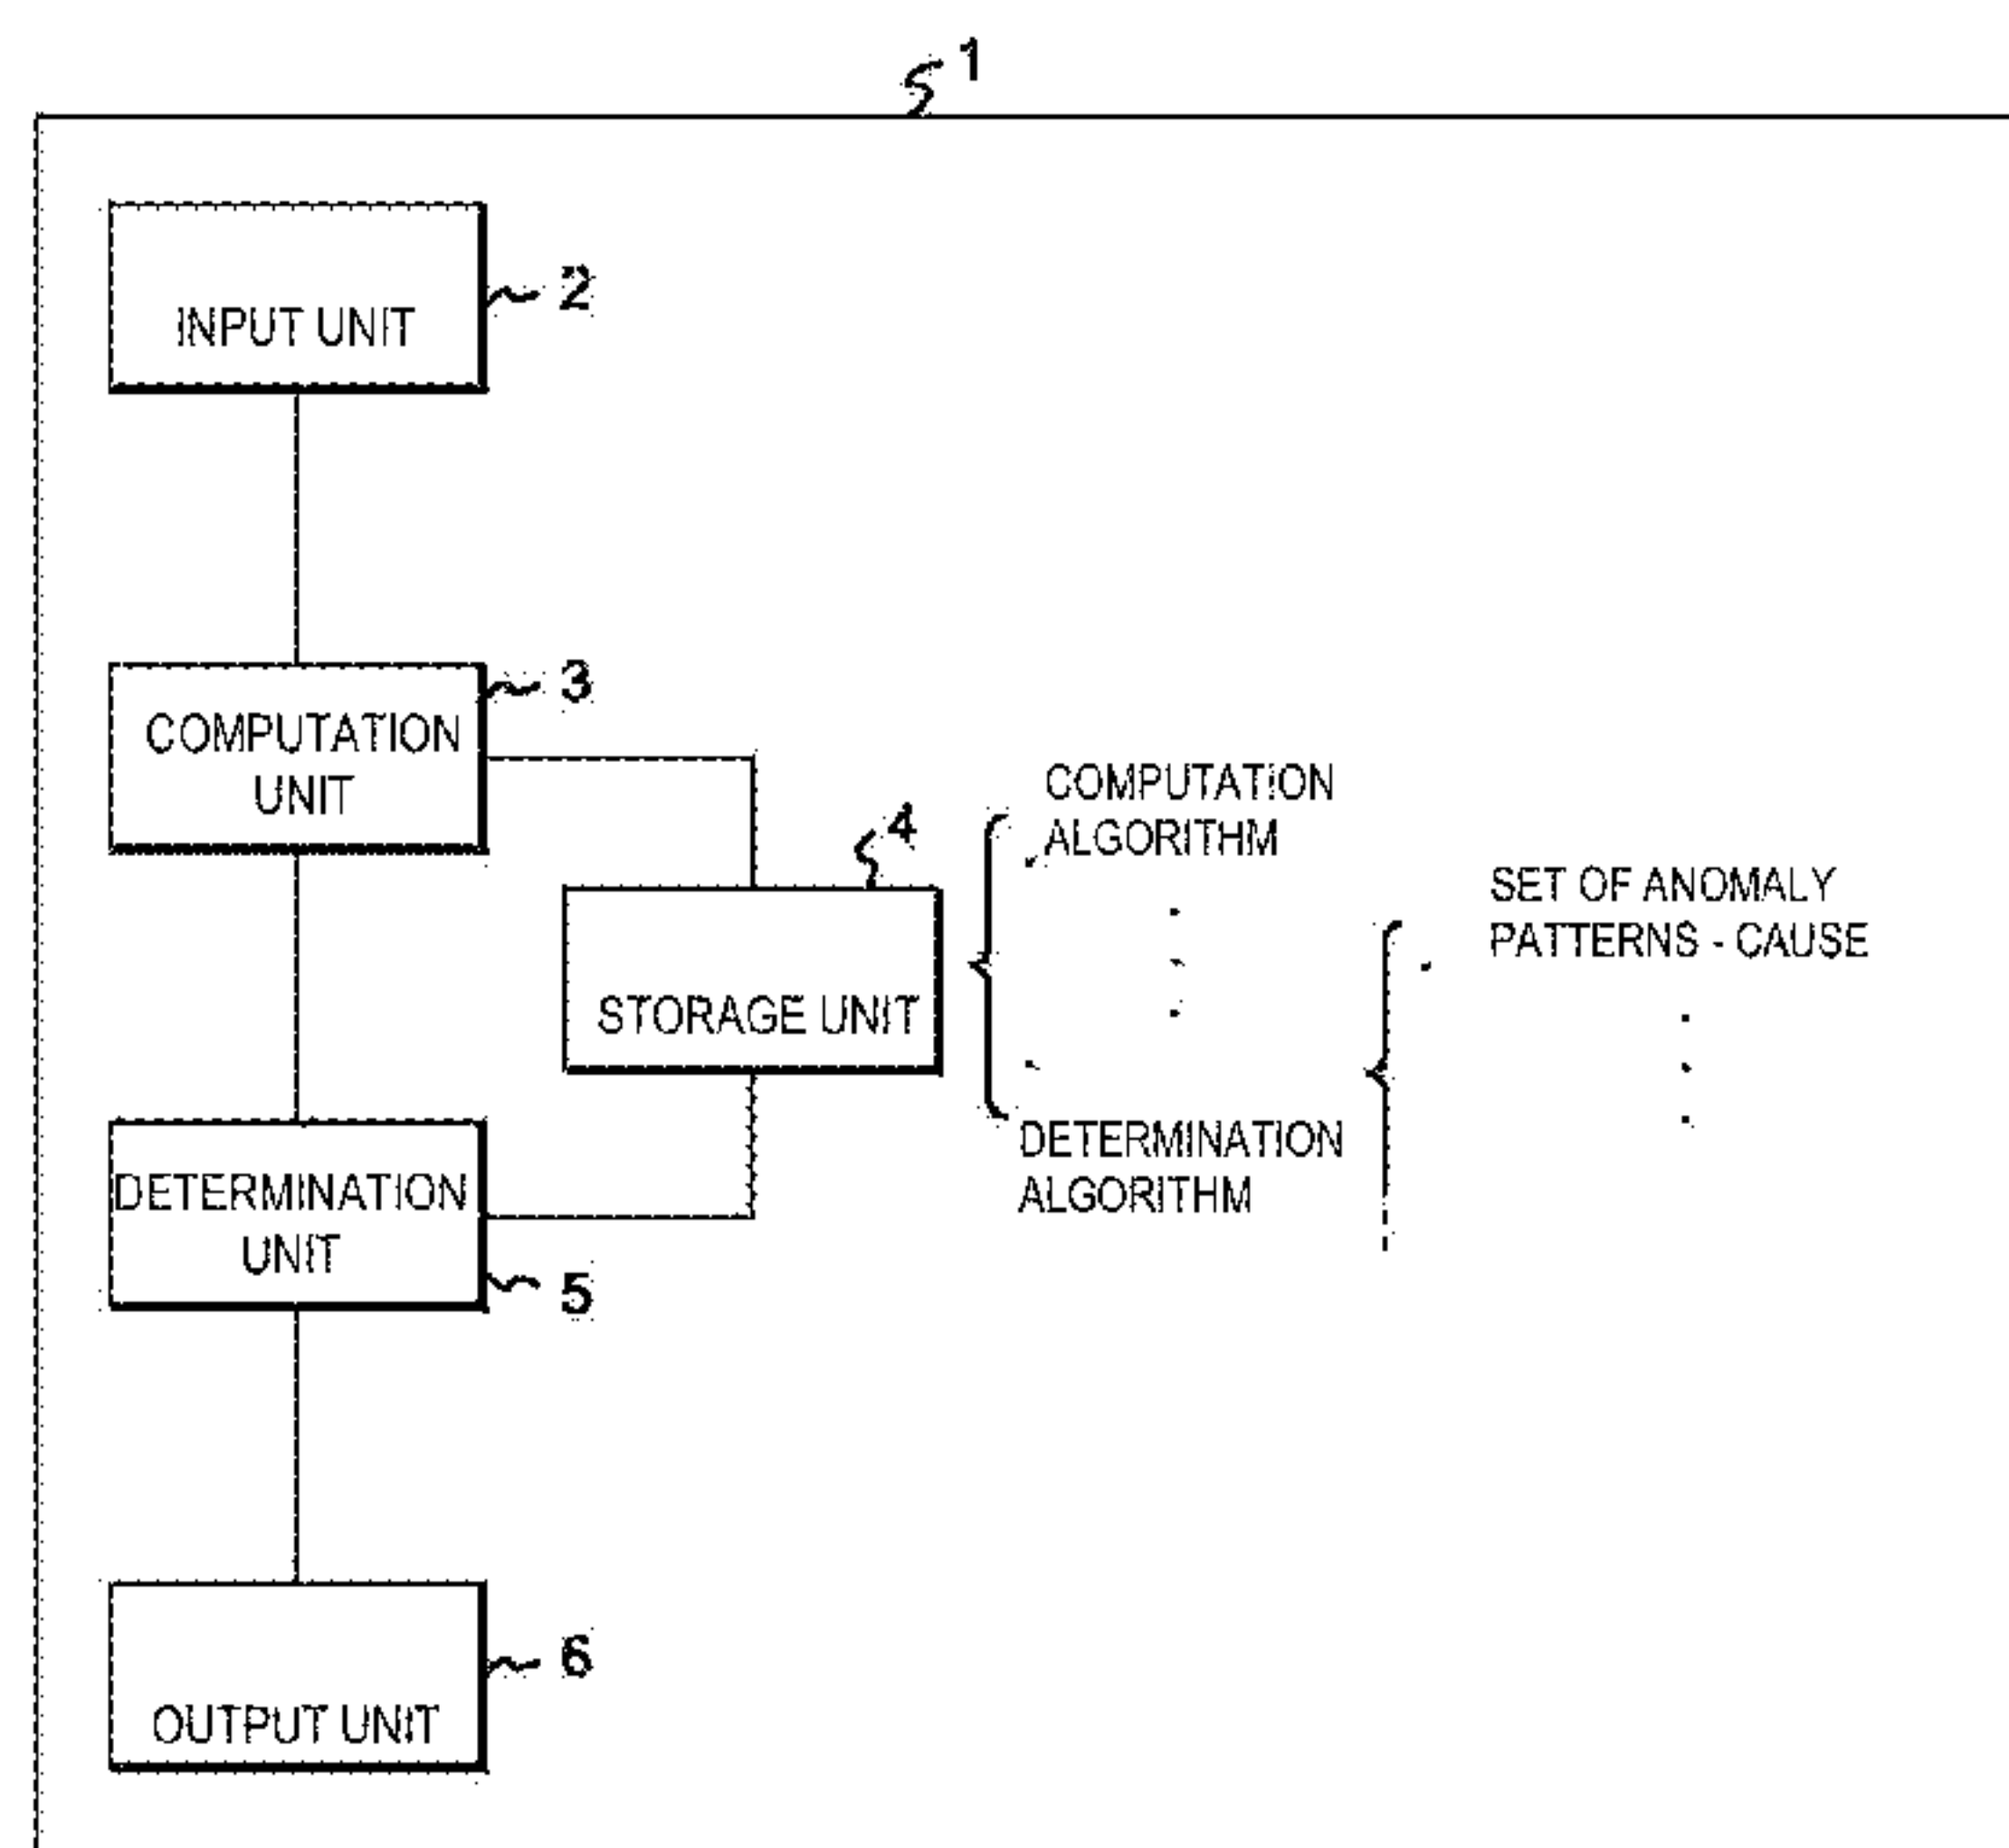 1
INPUT UNIT
2
COMPUTATION
UNIT
3
STORAGE UNIT
4
COMPUTATION
ALGORITHM
DETERMINATION
ALGORITHM
SET OF ANOMALY
PATTERNS - CAUSE
DETERMINATION
UNIT
5
OUTPUT UNIT
6